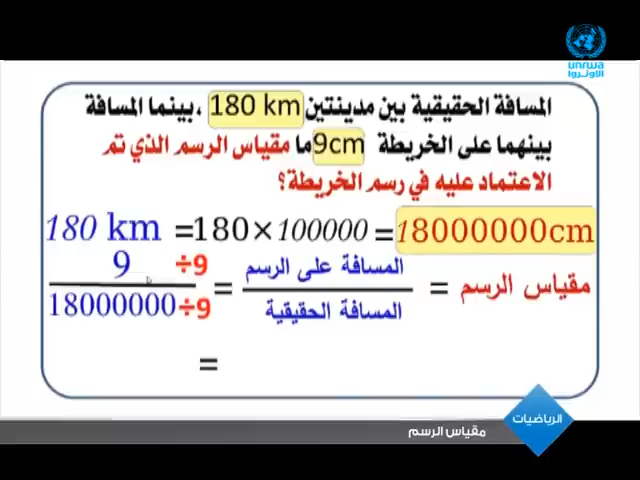 unrwa
الأونروا
المسافة الحقيقية بين مدينتين 180 km ، بينما المسافة
بينهما على الخريطة 9cm ما مقياس الرسم الذي تم
الاعتماد عليه في رسم الخريطة؟
180 km =180×100000 =18000000cm
مقياس الرسم = المسافة على الرسم / المسافة الحقيقية = 9 ÷9 / 18000000 ÷9
=
الرياضيات
مقياس الرسم